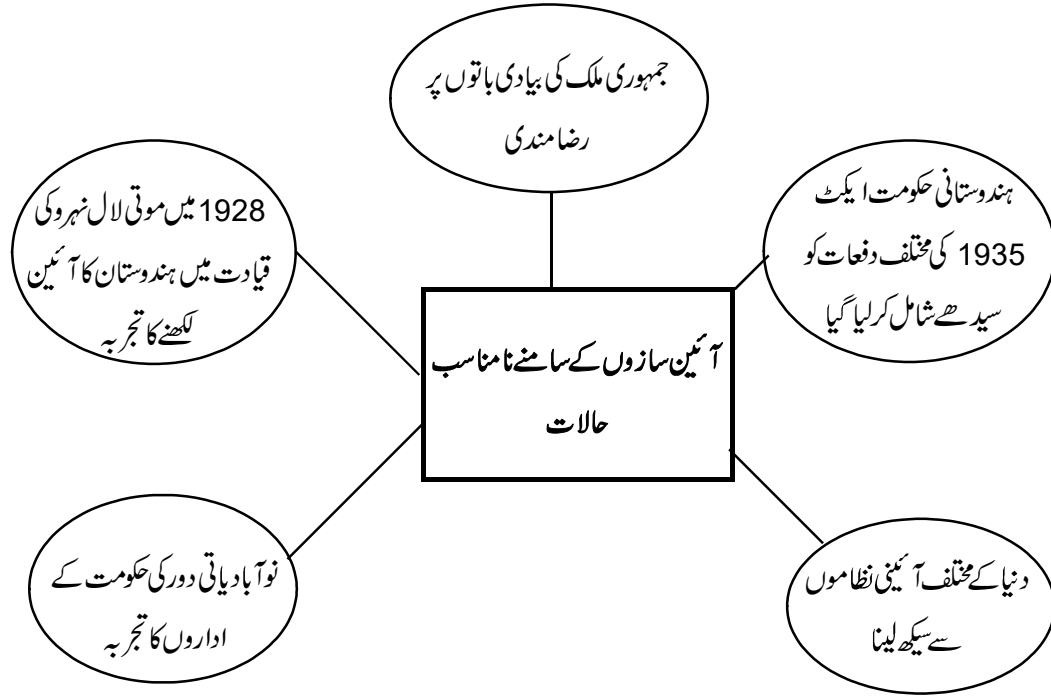 جمہوری ملک کی بیادی باتوں پر
رضامندی
ہندوستانی حکومت ایکٹ
1935 کی مختلف دفعات کو
سیدھے شامل کرلیا گیا
1928 میں موتی لال نہرو کی
قیادت میں ہندوستان کا آئین
لکھنے کا تجربہ
آئین سازوں کے سامنے نامناسب
حالات
دنیا کے مختلف آئینی نظاموں
سے سیکھ لینا
نوآبادیاتی دور کی حکومت کے
اداروں کا تجربہ